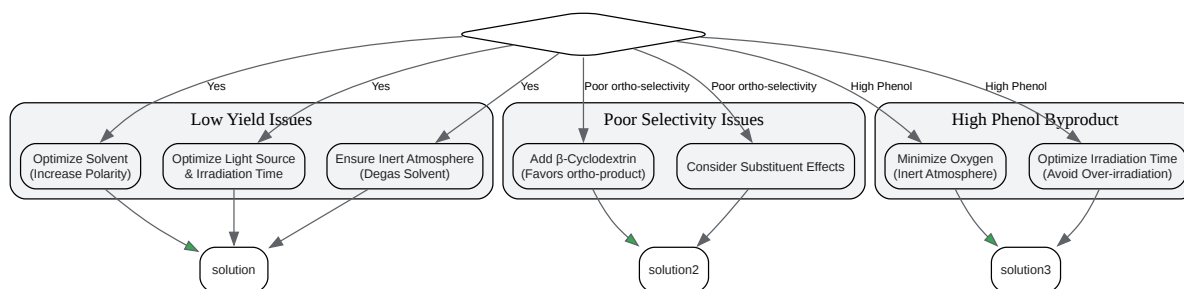 Yes
Yes
Yes
Poor ortho-selectivity
Poor ortho-selectivity
High Phenol
High Phenol
Low Yield Issues
Poor Selectivity Issues
High Phenol Byproduct
Optimize Solvent
(Increase Polarity)
Optimize Light Source
& Irradiation Time
Ensure Inert Atmosphere
(Degas Solvent)
Add β-Cyclodextrin
(Favors ortho-product)
Consider Substituent Effects
Minimize Oxygen
(Inert Atmosphere)
Optimize Irradiation Time
(Avoid Over-irradiation)
solution
solution2
solution3